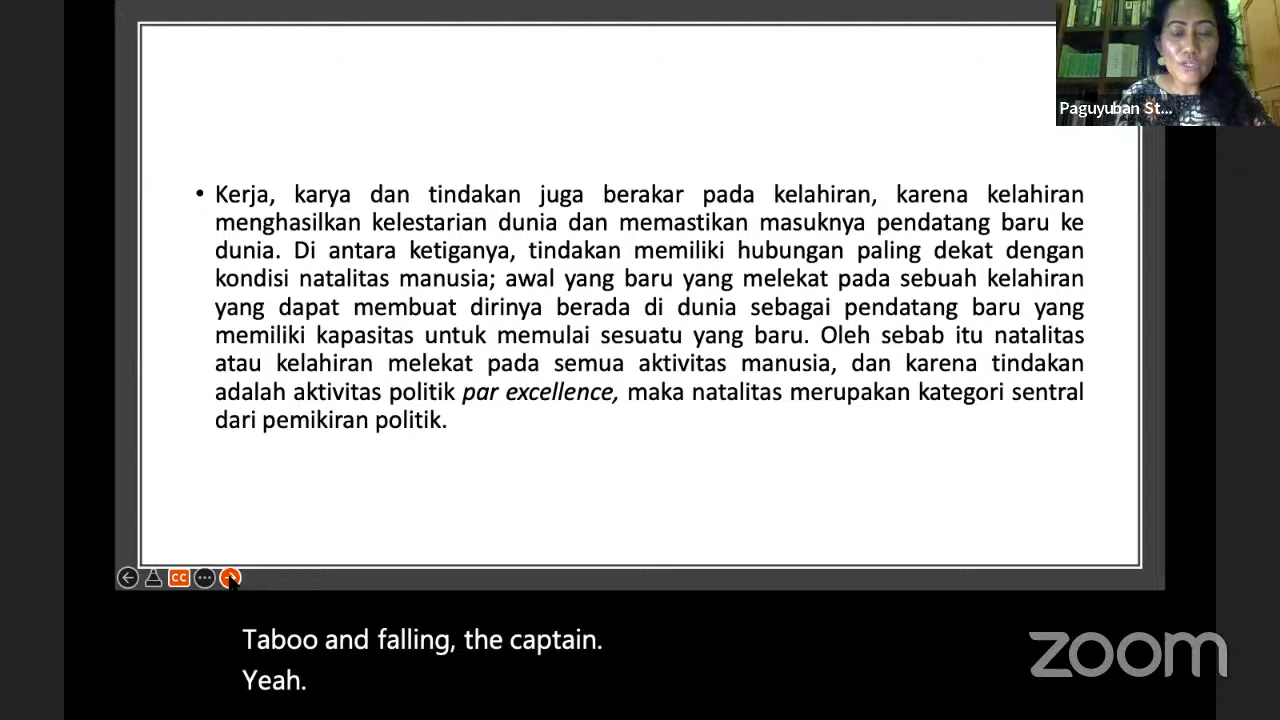 Paguyuban St...
• Kerja, karya dan tindakan juga berakar pada kelahiran, karena kelahiran
menghasilkan kelestarian dunia dan memastikan masuknya pendatang baru ke
dunia. Di antara ketiganya, tindakan memiliki hubungan paling dekat dengan
kondisi natalitas manusia; awal yang baru yang melekat pada sebuah kelahiran
yang dapat membuat dirinya berada di dunia sebagai pendatang baru yang
memiliki kapasitas untuk memulai sesuatu yang baru. Oleh sebab itu natalitas
atau kelahiran melekat pada semua aktivitas manusia, dan karena tindakan
adalah aktivitas politik par excellence, maka natalitas merupakan kategori sentral
dari pemikiran politik.
CC
Taboo and falling, the captain.
Yeah.
zoom